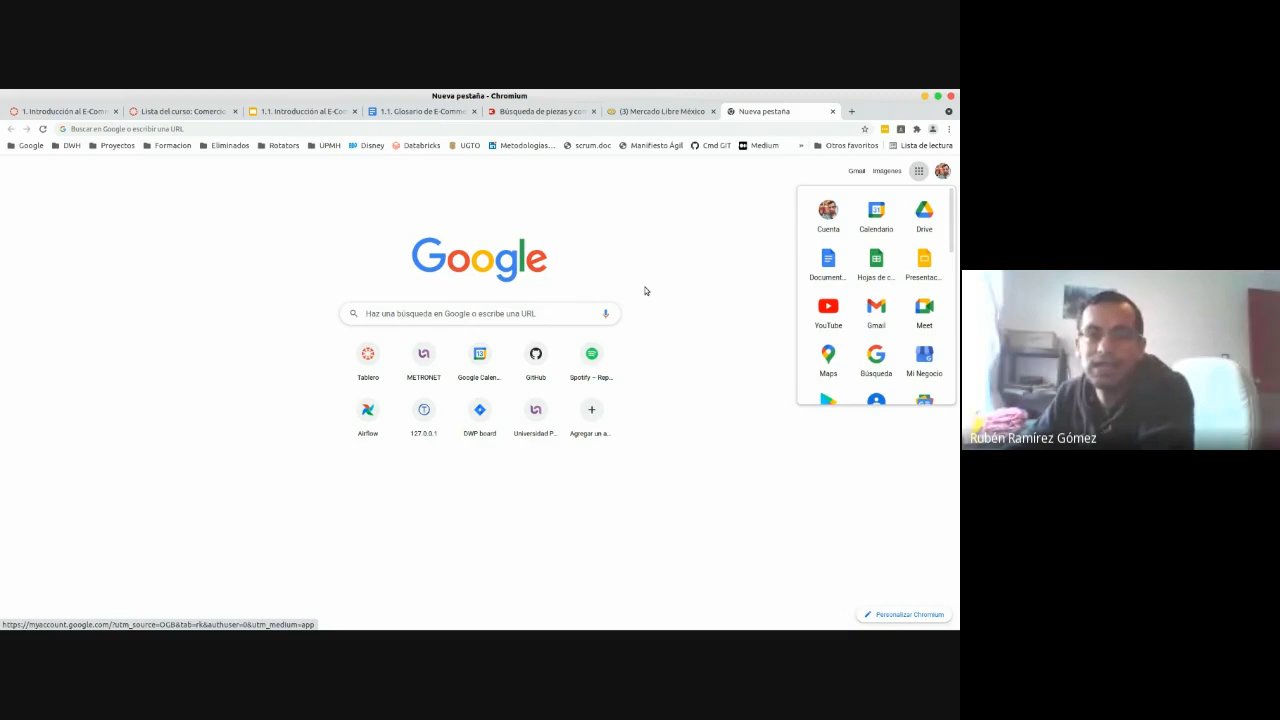 Nueva pestaña - Chromium
1. Introducción al E-Com
Lista del curso: Comercio
1.1. Introducción al E-Co
1.1. Glosario de E-Comme
Búsqueda de piezas y co
(3) Mercado Libre México
Nueva pestaña
Buscar en Google o escribir una URL
Google DWH Proyectos Formacion Eliminados Rotators UPMH Disney Databricks UGTO Metodologías... scrum.doc Manifiesto Ágil Cmd GIT Medium » Otros favoritos Lista de lectura
Gmail Imágenes
Cuenta Calendario Drive
Document... Hojas de c... Presentac...
YouTube Gmail Meet
Maps Búsqueda Mi Negocio
Google
Haz una búsqueda en Google o escribe una URL
Tablero METRONET Google Calen... GitHub Spotify – Rep...
Airflow 127.0.0.1 DWP board Universidad P... Agregar un a...
Rubén Ramírez Gómez
Personalizar Chromium
https://myaccount.google.com/?utm_source=OGB&tab=rk&authuser=0&utm_medium=app